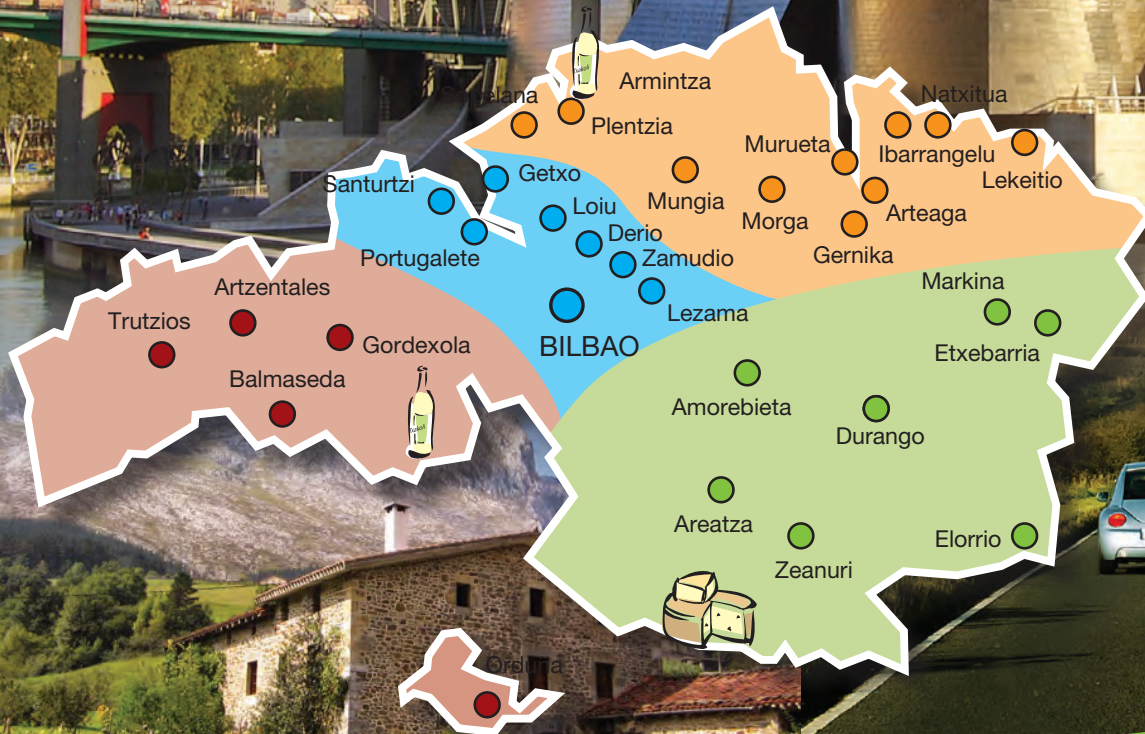 Armintza
Plentzia
Natxitua
Murueta
Ibarrangelu
Lekeitio
Getxo
Santurtzi
Mungia
Loiu
Morga
Arteaga
Derio
Gernika
Portugalete
Zamudio
Markina
Artzentales
Lezama
Trutzios
Gordexola
BILBAO
Etxebarria
Balmaseda
Amorebieta
Durango
Areatza
Elorrio
Zeanuri
Orduña